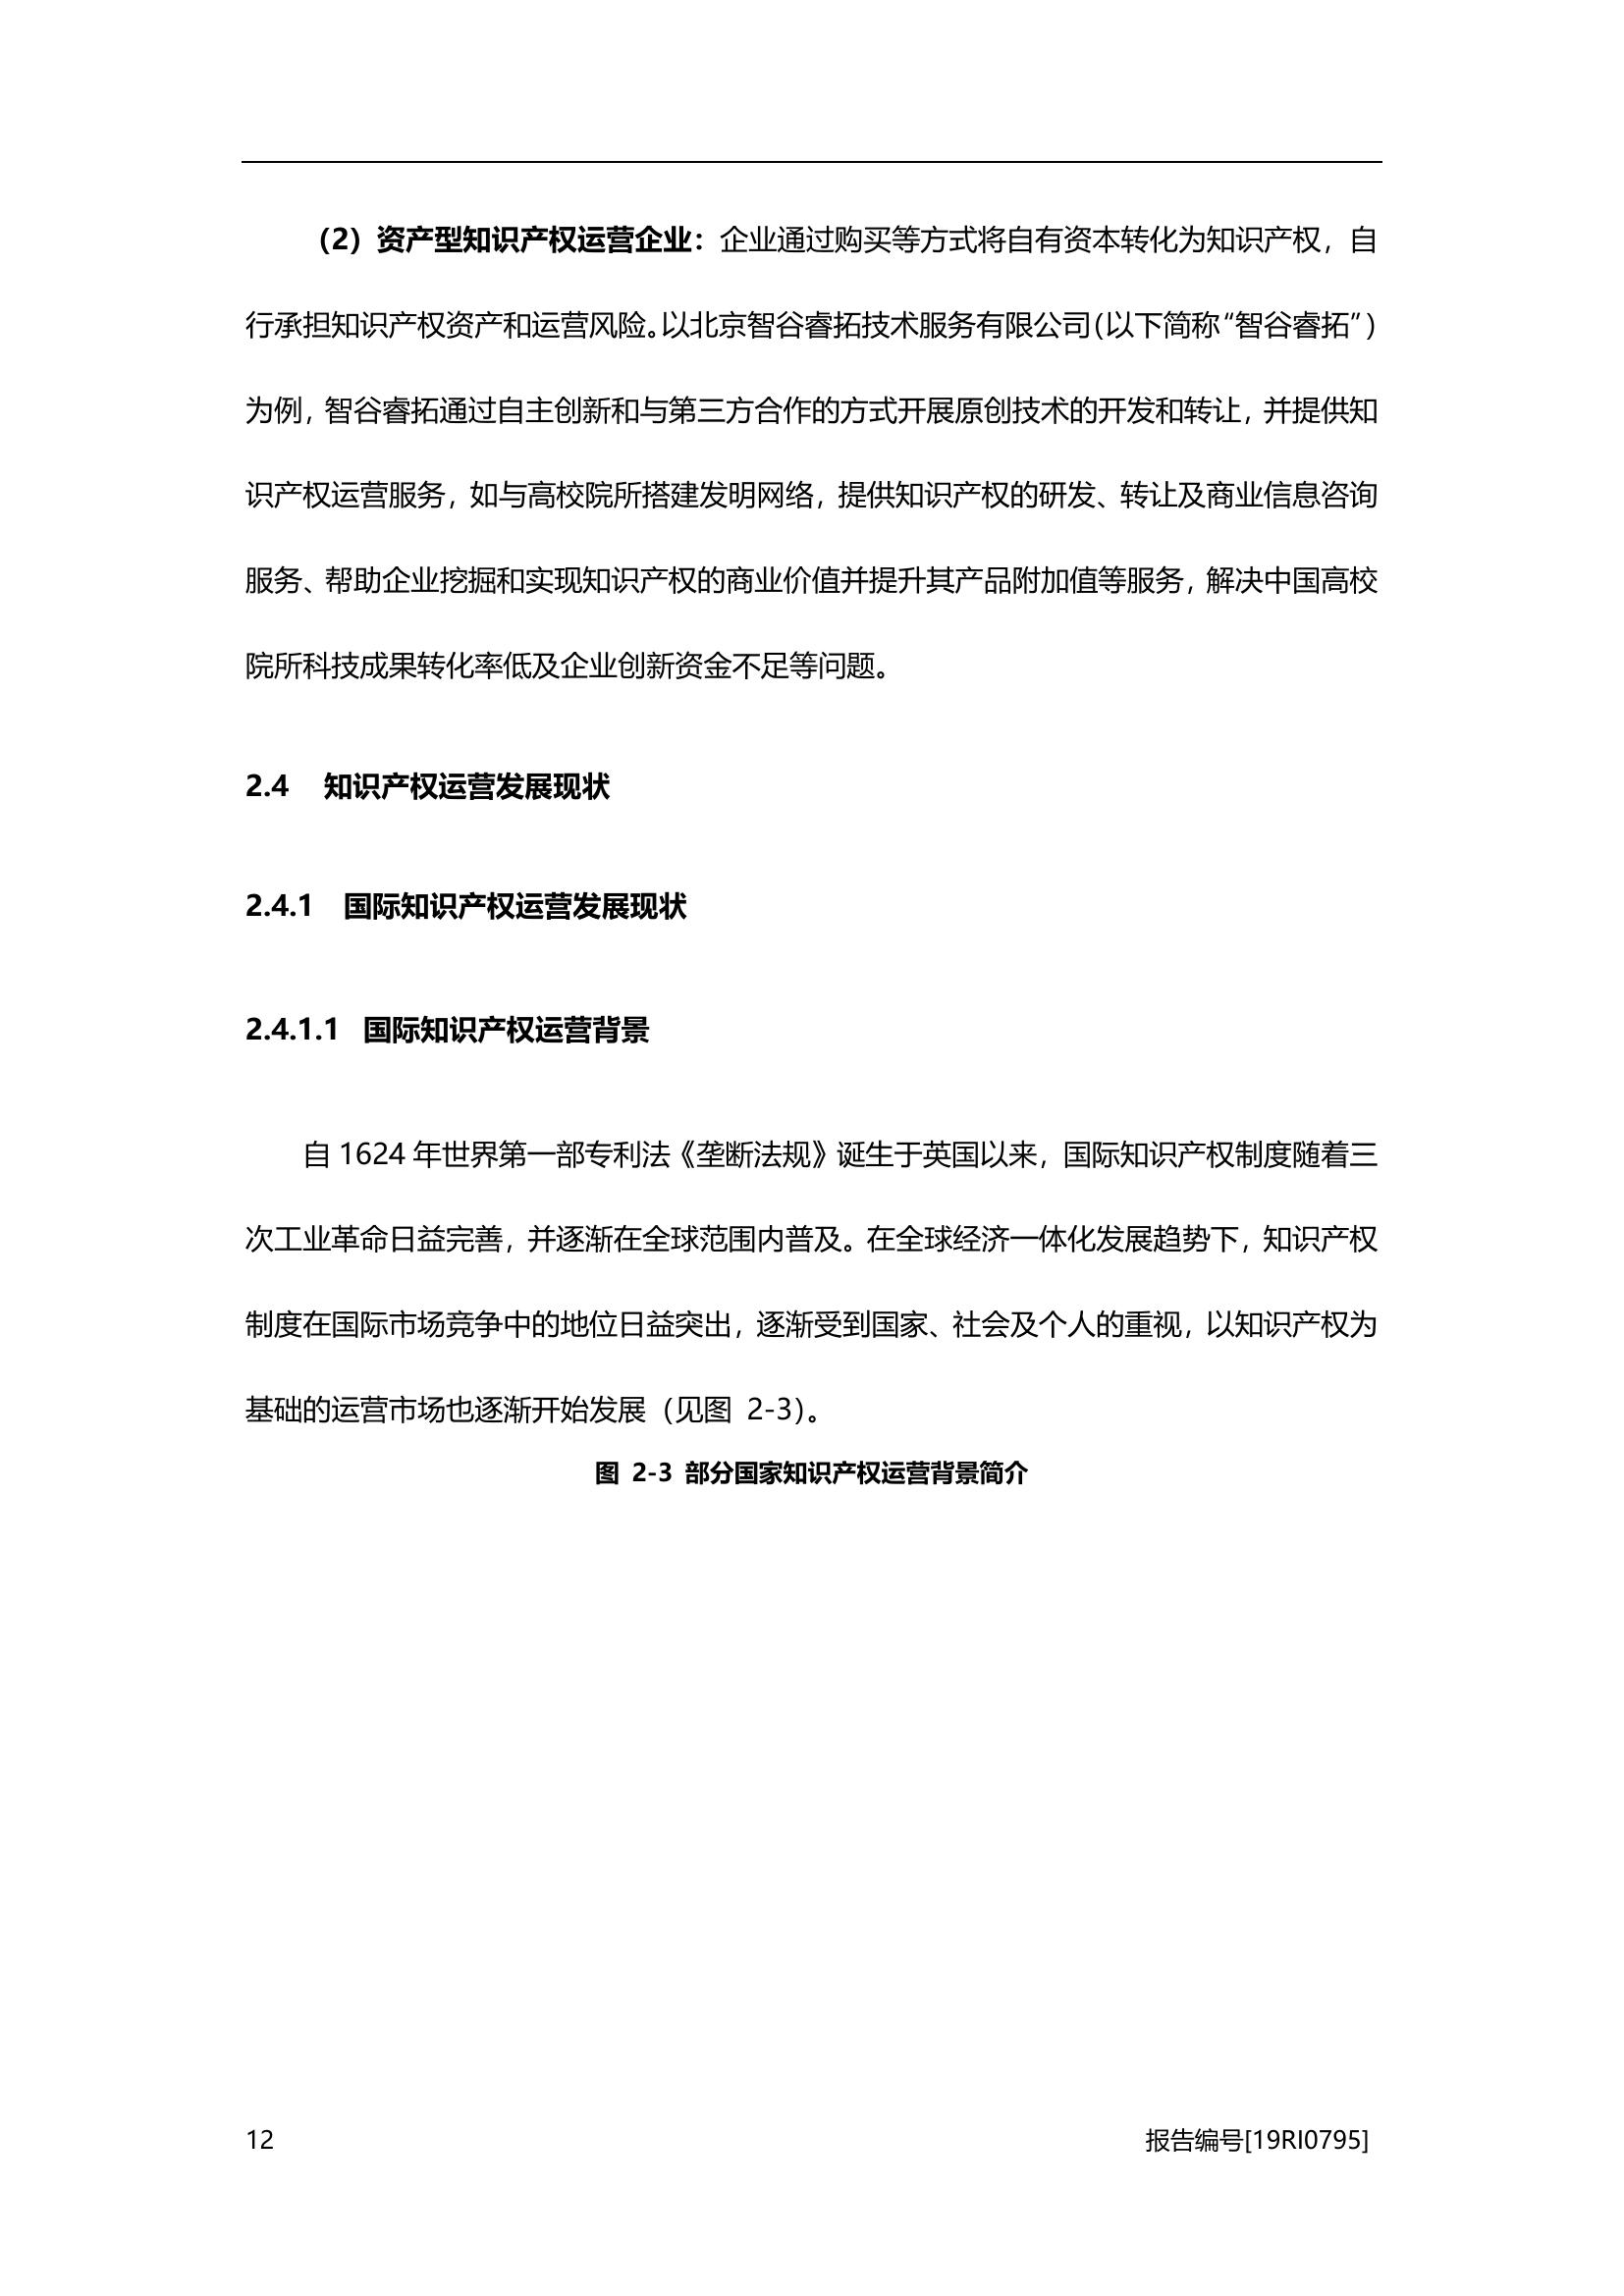 （2）资产型知识产权运营企业：企业通过购买等方式将自有资本转化为知识产权，自
行承担知识产权资产和运营风险。以北京智谷睿拓技术服务有限公司（以下简称“智谷睿拓”）
为例，智谷睿拓通过自主创新和与第三方合作的方式开展原创技术的开发和转让，并提供知
识产权运营服务，如与高校院所搭建发明网络，提供知识产权的研发、转让及商业信息咨询
服务、帮助企业挖掘和实现知识产权的商业价值并提升其产品附加值等服务，解决中国高校
院所科技成果转化率低及企业创新资金不足等问题。
2.4 知识产权运营发展现状
2.4.1 国际知识产权运营发展现状
2.4.1.1 国际知识产权运营背景
自 1624 年世界第一部专利法《垄断法规》诞生于英国以来，国际知识产权制度随着三
次工业革命日益完善，并逐渐在全球范围内普及。在全球经济一体化发展趋势下，知识产权
制度在国际市场竞争中的地位日益突出，逐渐受到国家、社会及个人的重视，以知识产权为
基础的运营市场也逐渐开始发展（见图 2-3）。
图 2-3 部分国家知识产权运营背景简介
12 报告编号[19RI0795]